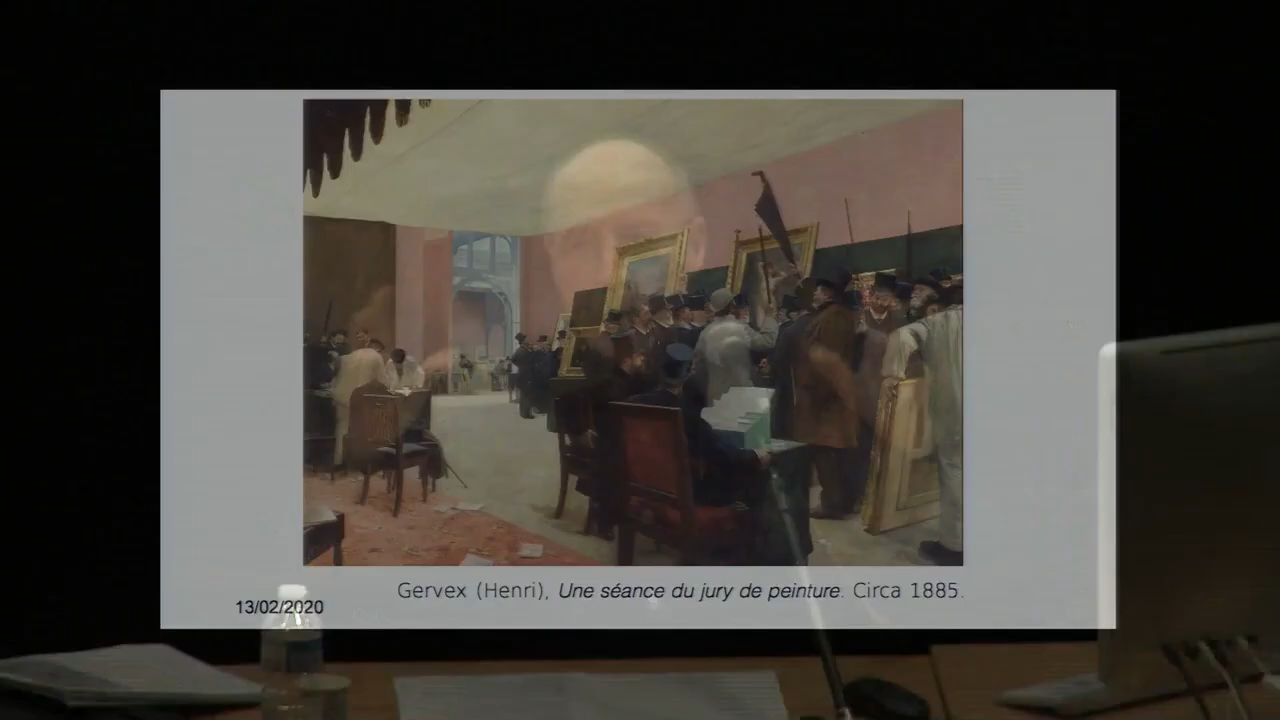 Gervex (Henri), Une séance du jury de peinture. Circa 1885.
13/02/2020